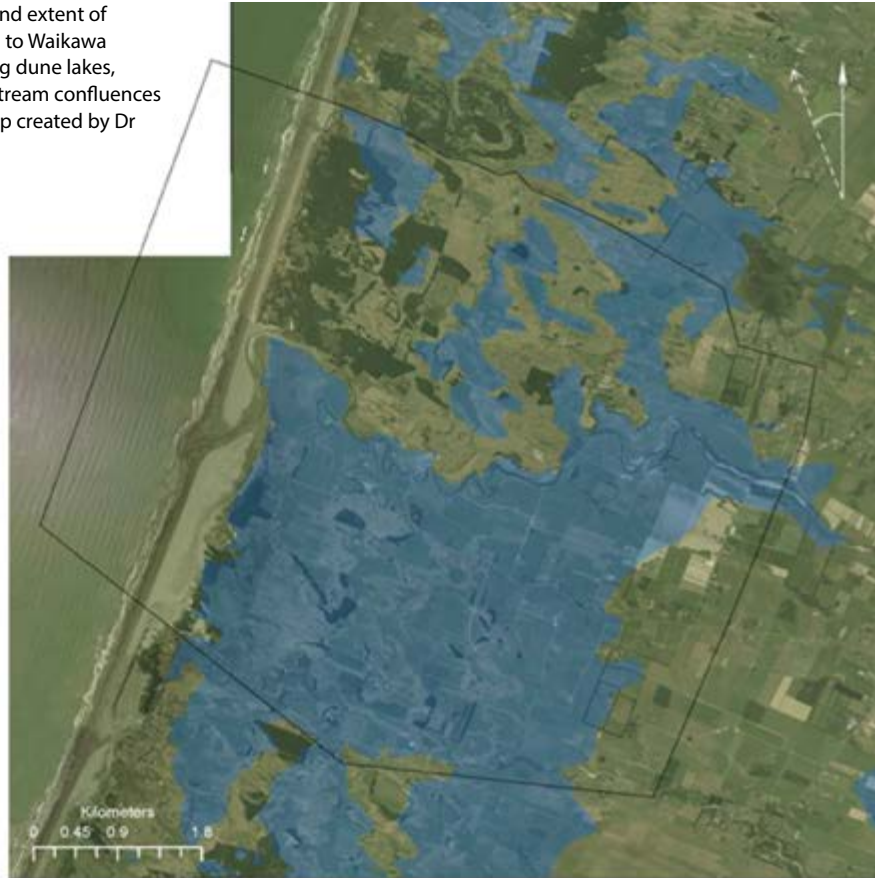 nd extent of
to Waikawa
g dune lakes,
tream confluences
p created by Dr
Kilometers
0 0.45 0.9 1.8